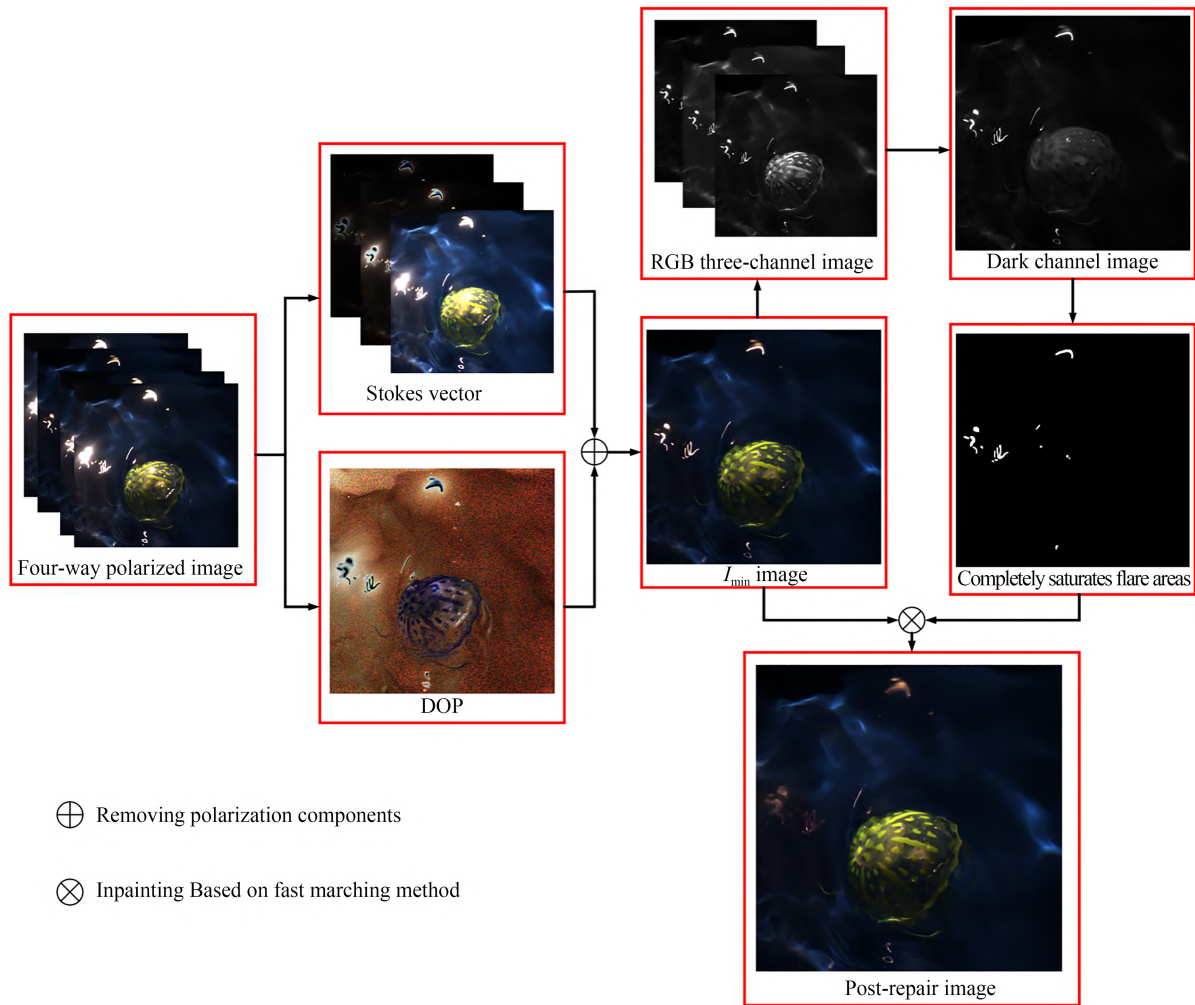 RGB three-channel image
Dark channel image
Stokes vector
Four-way polarized image
DOP
Imin image
Completely saturates flare areas
Post-repair image
⊕ Removing polarization components
⊗ Inpainting Based on fast marching method